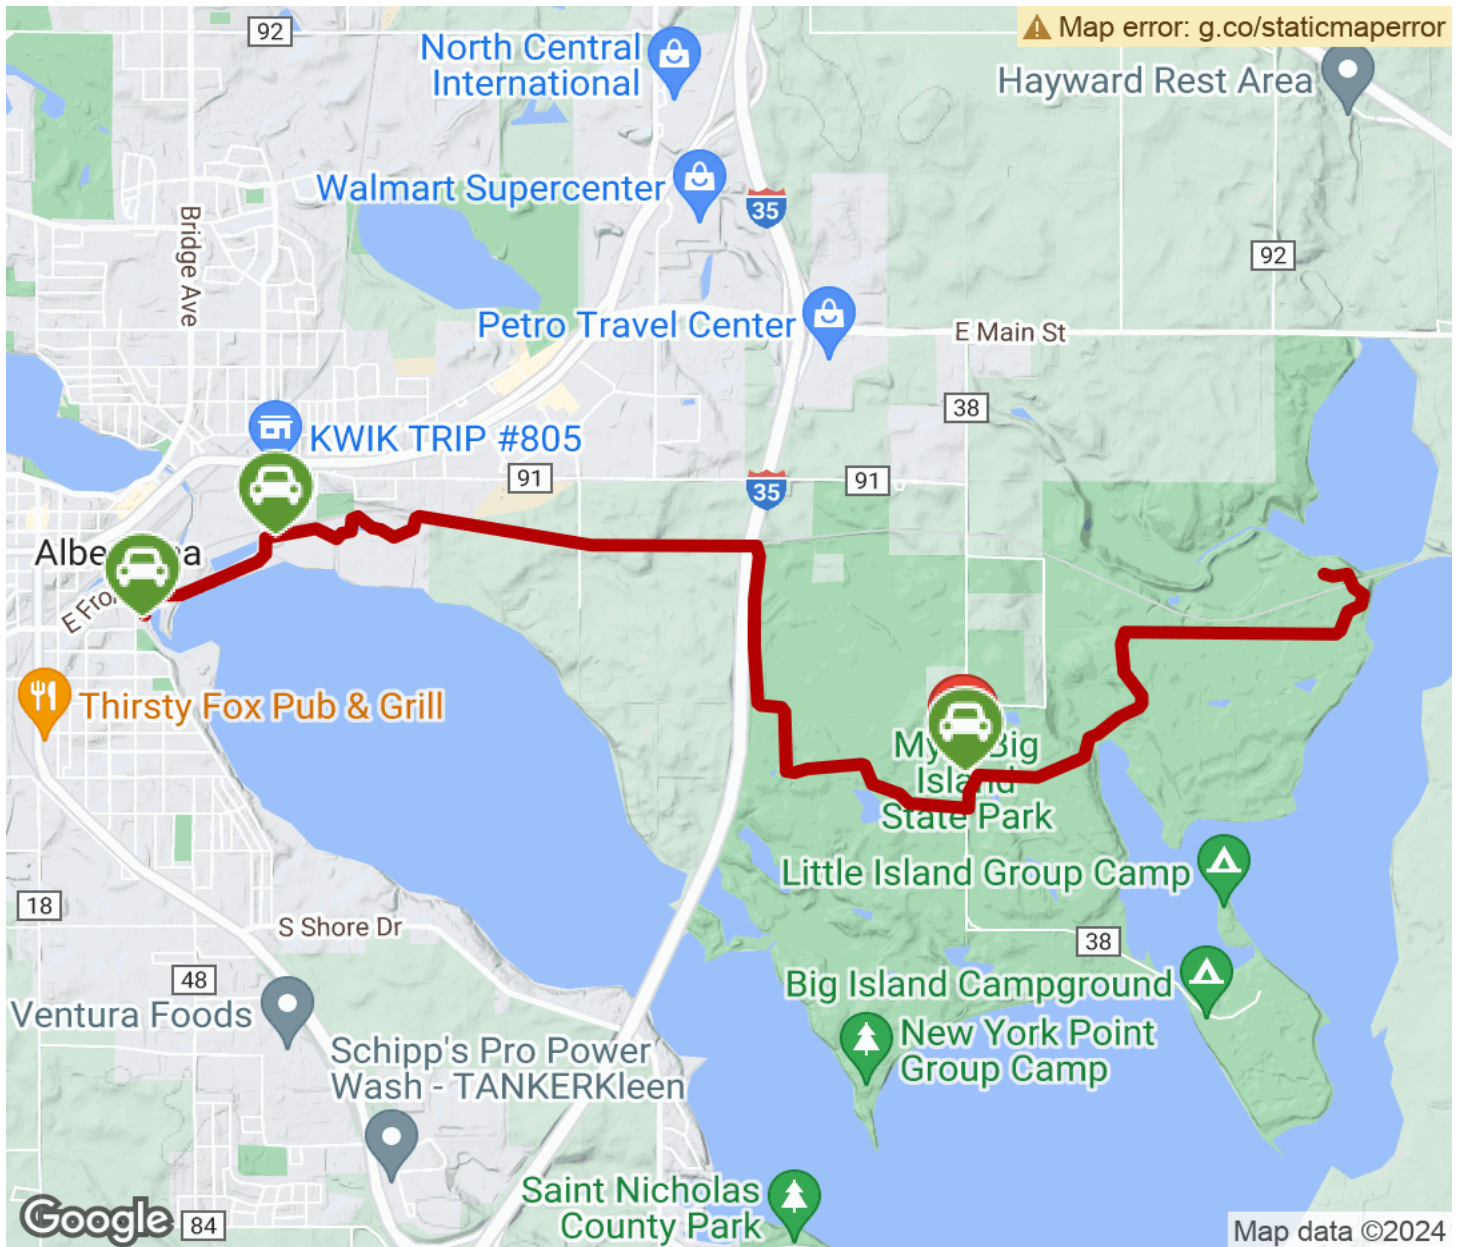 92
Map error: g.co/staticmaperror
North Central
International
Hayward Rest Area
Walmart Supercenter
35
Bridge Ave
92
Petro Travel Center
E Main St
38
KWIK TRIP #805
91
35
91
Albe
a
E Fro
Thirsty Fox Pub & Grill
My
Big
Island
State Park
Little Island Group Camp
18
S Shore Dr
38
48
Big Island Campground
Ventura Foods
New York Point
Group Camp
Schipp's Pro Power
Wash - TANKERKleen
Saint Nicholas
County Park
Google
84
Map data ©2024